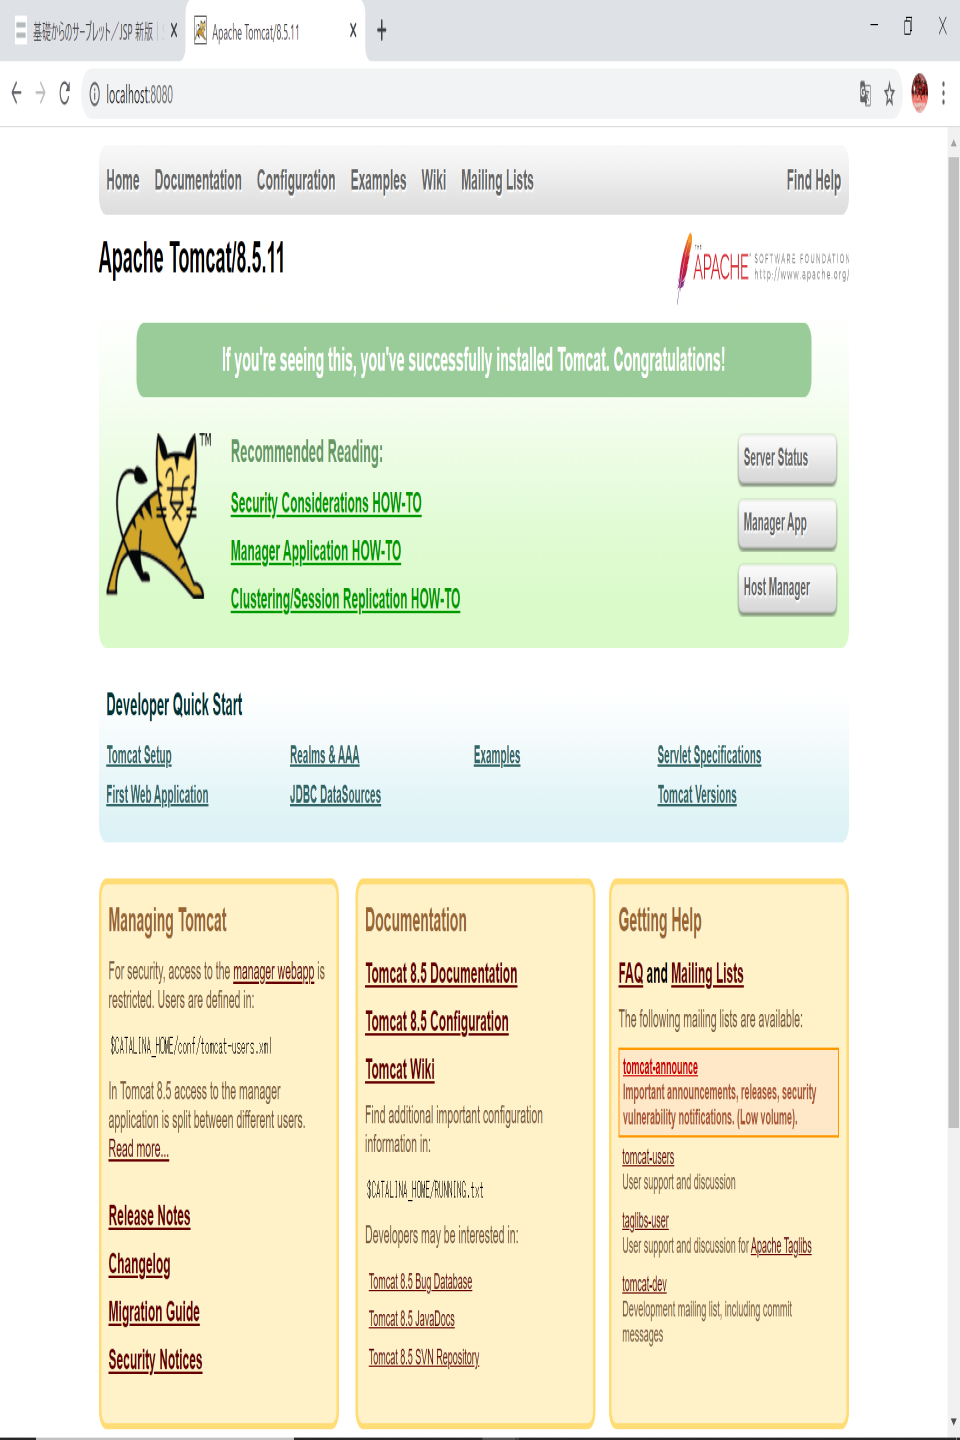 基礎からのサーブレット／JSP 新版 |
Apache Tomcat/8.5.11
localhost:8080
Home Documentation Configuration Examples Wiki Mailing Lists Find Help
Apache Tomcat/8.5.11
THE APACHE SOFTWARE FOUNDATION
http://www.apache.org/
If you're seeing this, you've successfully installed Tomcat. Congratulations!
TM
Recommended Reading:
Security Considerations HOW-TO
Manager Application HOW-TO
Clustering/Session Replication HOW-TO
Server Status
Manager App
Host Manager
Developer Quick Start
Tomcat Setup
Realms & AAA
Examples
Servlet Specifications
First Web Application
JDBC DataSources
Tomcat Versions
Managing Tomcat
For security, access to the manager webapp is
restricted. Users are defined in:
$CATALINA_HOME/conf/tomcat-users.xml
In Tomcat 8.5 access to the manager
application is split between different users.
Read more...
Release Notes
Changelog
Migration Guide
Security Notices
Documentation
Tomcat 8.5 Documentation
Tomcat 8.5 Configuration
Tomcat Wiki
Find additional important configuration
information in:
$CATALINA_HOME/RUNNING.txt
Developers may be interested in:
Tomcat 8.5 Bug Database
Tomcat 8.5 JavaDocs
Tomcat 8.5 SVN Repository
Getting Help
FAQ and Mailing Lists
The following mailing lists are available:
tomcat-announce
Important announcements, releases, security
vulnerability notifications. (Low volume).
tomcat-users
User support and discussion
taglibs-user
User support and discussion for Apache Taglibs
tomcat-dev
Development mailing list, including commit
messages